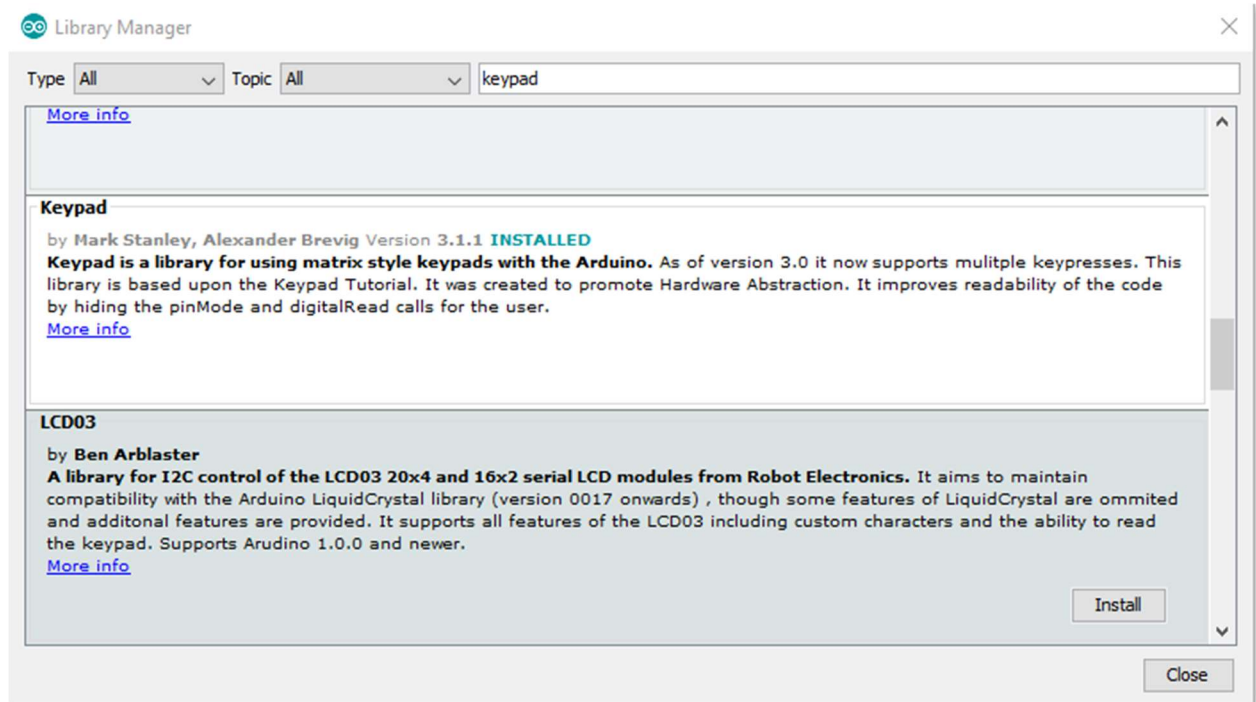 Library Manager
Type All Topic All keypad
More info
Keypad
by Mark Stanley, Alexander Brevig Version 3.1.1 INSTALLED
Keypad is a library for using matrix style keypads with the Arduino. As of version 3.0 it now supports mulitple keypresses. This
library is based upon the Keypad Tutorial. It was created to promote Hardware Abstraction. It improves readability of the code
by hiding the pinMode and digitalRead calls for the user.
More info
LCD03
by Ben Arblaster
A library for I2C control of the LCD03 20x4 and 16x2 serial LCD modules from Robot Electronics. It aims to maintain
compatibility with the Arduino LiquidCrystal library (version 0017 onwards) , though some features of LiquidCrystal are ommited
and additonal features are provided. It supports all features of the LCD03 including custom characters and the ability to read
the keypad. Supports Arudino 1.0.0 and newer.
More info
Install
Close